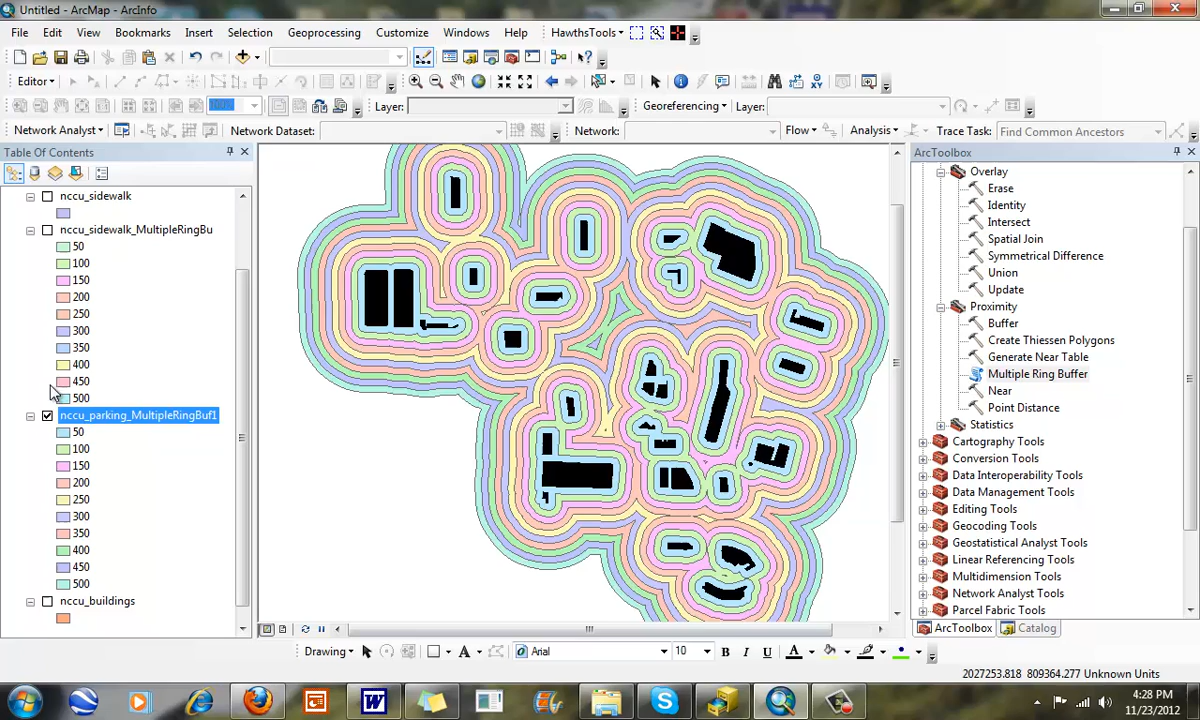 Untitled - ArcMap - ArcInfo
File Edit View Bookmarks Insert Selection Geoprocessing Customize Windows Help HawthsTools
Editor
Layer: Georeferencing Layer:
Network Analyst Network Dataset: Network: Flow Analysis Trace Task: Find Common Ancestors
Table Of Contents
nccu_sidewalk
nccu_sidewalk_MultipleRingBu
50
100
150
200
250
300
350
400
450
500
nccu_parking_MultipleRingBuf1
50
100
150
200
250
300
350
400
450
500
nccu_buildings
ArcToolbox
Overlay
Erase
Identity
Intersect
Spatial Join
Symmetrical Difference
Union
Update
Proximity
Buffer
Create Thiessen Polygons
Generate Near Table
Multiple Ring Buffer
Near
Point Distance
Statistics
Cartography Tools
Conversion Tools
Data Interoperability Tools
Data Management Tools
Editing Tools
Geocoding Tools
Geostatistical Analyst Tools
Linear Referencing Tools
Multidimension Tools
Network Analyst Tools
Parcel Fabric Tools
ArcToolbox Catalog
Drawing A Arial 10 B I U A
2027253.818 809364.277 Unknown Units
4:28 PM
11/23/2012